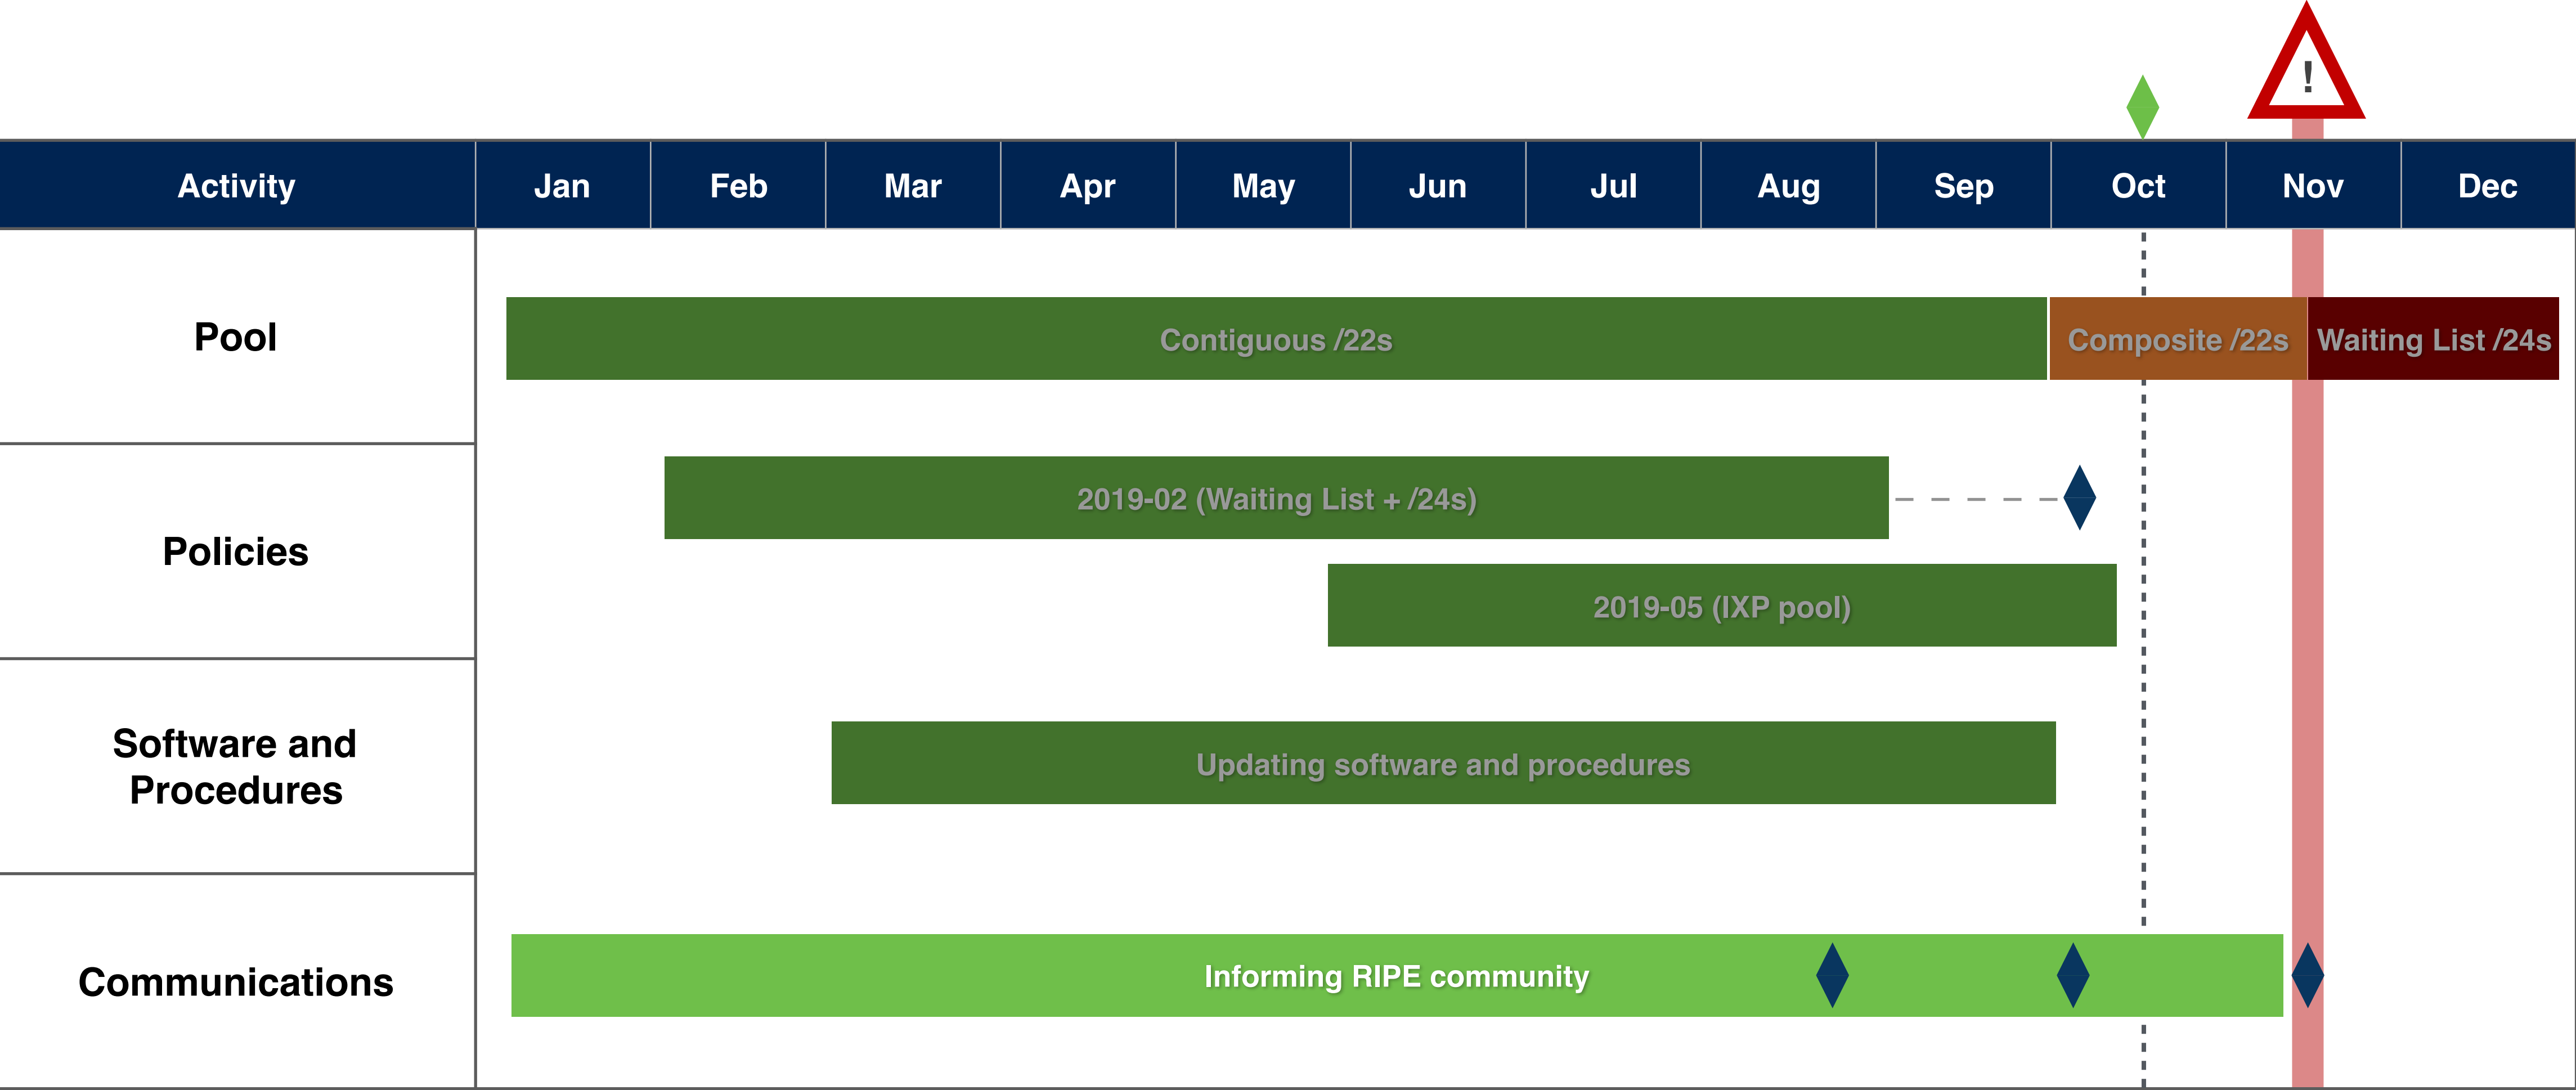 !
Activity Jan Feb Mar Apr May Jun Jul Aug Sep Oct Nov Dec
Pool
Contiguous /22s
Composite /22s
Waiting List /24s
Policies
2019-02 (Waiting List + /24s)
2019-05 (IXP pool)
Software and
Procedures
Updating software and procedures
Communications
Informing RIPE community